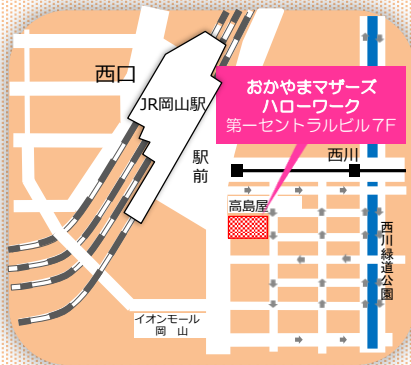 西口
JR岡山駅
おかやまマザーズ
ハローワーク
第一セントラルビル7F
駅前
西川
高島屋
西川緑道公園
イオンモール
岡 山